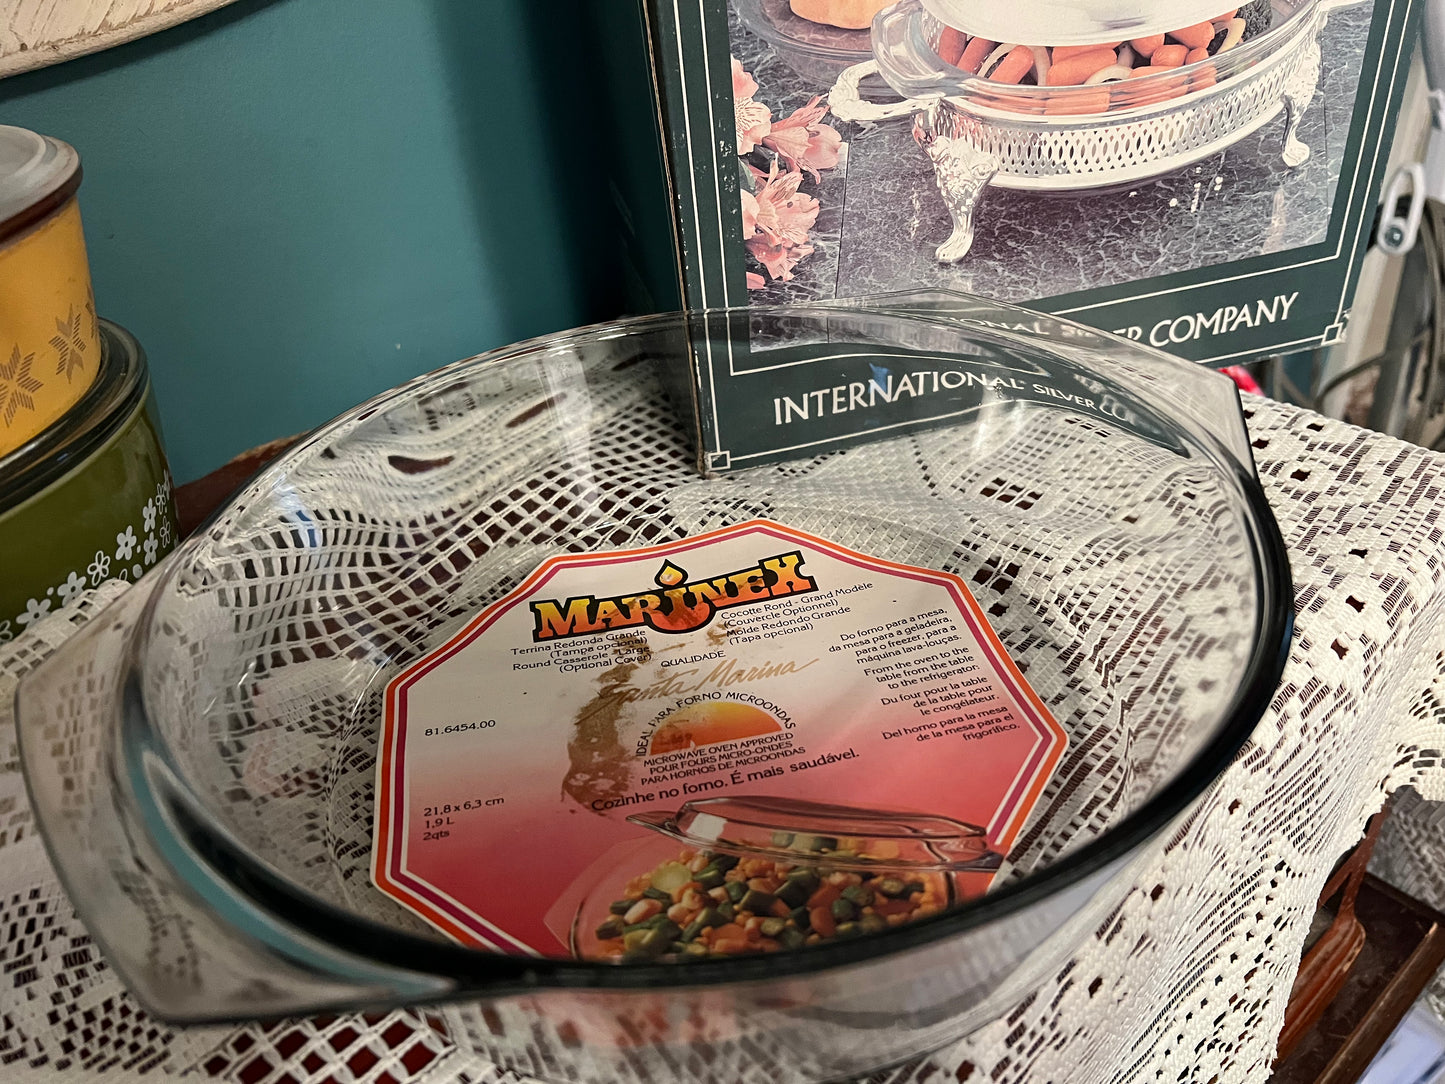 ONAL SILVER COMPANY
INTERNATIONAL® SILVER CO
MARINEX
Terrina Redonda Grande
(Tampa opcional)
Round Casserole - Large
(Optional Cover)
Cocotte Rond - Grand Modèle
(Couvercle Optionnel)
Molde Redondo Grande
(Tapa opcional)
QUALIDADE
Santa Marina
IDEAL PARA FORNO MICROONDAS
MICROWAVE OVEN APPROVED
POUR FOURS MICRO-ONDES
PARA HORNOS DE MICROONDAS
Cozinhe no forno. É mais saudável.
81.6454.00
21,8 x 6,3 cm
1,9 L
2qts
Do forno para a mesa,
da mesa para a geladeira,
para o freezer, para a
máquina lava-louças.
From the oven to the
table from the table
to the refrigerator.
Du four pour la table
de la table pour
le congélateur.
Del horno para la mesa
de la mesa para el
frigorífico.